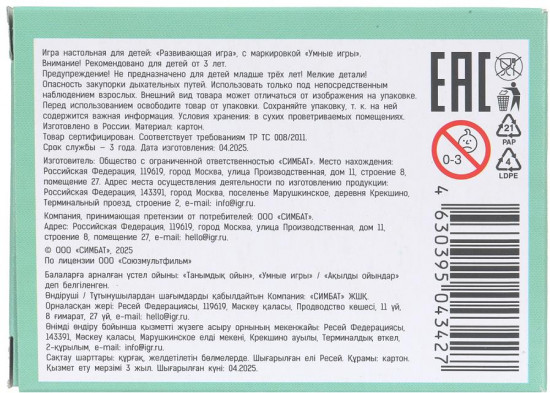 Игра настольная для детей: «Развивающая игра», с маркировкой «Умные игры».
Внимание! Рекомендовано для детей от 3 лет.
Предупреждение! Не предназначено для детей младше трёх лет! Мелкие детали!
Опасность закупорки дыхательных путей. Использовать только под непосредственным
наблюдением взрослых. Внешний вид товара может отличаться от изображения на упаковке.
Перед использованием освободите товар от упаковки. Сохраняйте упаковку, т. к. на ней
содержится важная информация. Условия хранения: в сухих проветриваемых помещениях.
Изготовлено в России. Материал: картон.
Товар сертифицирован. Соответствует требованиям ТР ТС 008/2011.
Срок службы – 3 года. Дата изготовления: 04.2025.
Изготовитель: Общество с ограниченной ответственностью «СИМБАТ». Место нахождения:
Российская Федерация, 119619, город Москва, улица Производственная, дом 11, строение 8,
помещение 27. Адрес места осуществления деятельности по изготовлению продукции:
Российская Федерация, 143391, город Москва, поселенье Марушкинское, деревня Крекшино,
Терминальный проезд, строение 2, e-mail: info@igr.ru.
Компания, принимающая претензии от потребителей: ООО «СИМБАТ».
Адрес: Российская Федерация, 119619, город Москва, улица Производственная, дом 11,
строение 8, помещение 27, e-mail: hello@igr.ru.
© ООО «СИМБАТ», 2025
По лицензии ООО «Союзмультфильм»
Балаларға арналған үстел ойыны: «Танымдық ойын», «Умные игры» / «Ақылды ойындар»
деп белгіленген.
Өндіруші / Тұтынушылардан шағымдарды қабылдайтын Компания: «СИМБАТ» ЖШҚ.
Орналасқан жері: Ресей Федерациясы, 119619, Маскеу қаласы, Продовство көшесі, 11 үй,
8 ғимарат, 27 үй, e-mail: hello@igr.ru.
Өнімді өндіру бойынша қызметті жүзеге асыру орнының мекенжайы: Ресей Федерациясы,
143391, Маскеу қаласы, Марушкинское елді мекені, Крекшино ауылы, Терминалдық өткел,
2-құрылым, e-mail: info@igr.ru.
Сақтау шарттары: құрғақ, желдетілетін бөлмелерде. Шығарылған елі Ресей. Құрамы: картон.
Қызмет ету мерзімі 3 жыл. Шығарылған күні: 04.2025.
EAC
0-3
21
PAP
4
LDPE
4 630395 043427